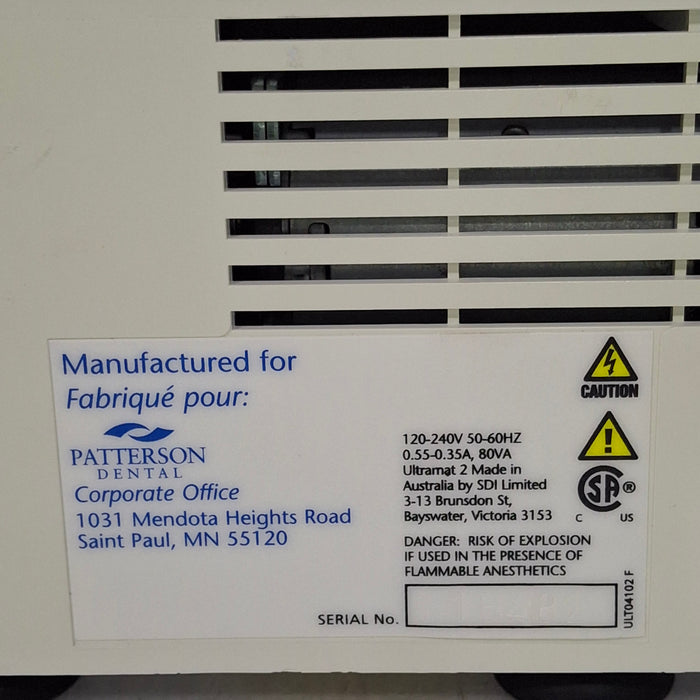 Manufactured for
Fabriqué pour:
PATTERSON
DENTAL
Corporate Office
1031 Mendota Heights Road
Saint Paul, MN 55120
CAUTION
120-240V 50-60HZ
0.55-0.35A, 80VA
Ultramat 2 Made in
Australia by SDI Limited
3-13 Brunsdon St,
Bayswater, Victoria 3153
!
SA ®
C US
DANGER: RISK OF EXPLOSION
IF USED IN THE PRESENCE OF
FLAMMABLE ANESTHETICS
SERIAL No.
ULT04102 F